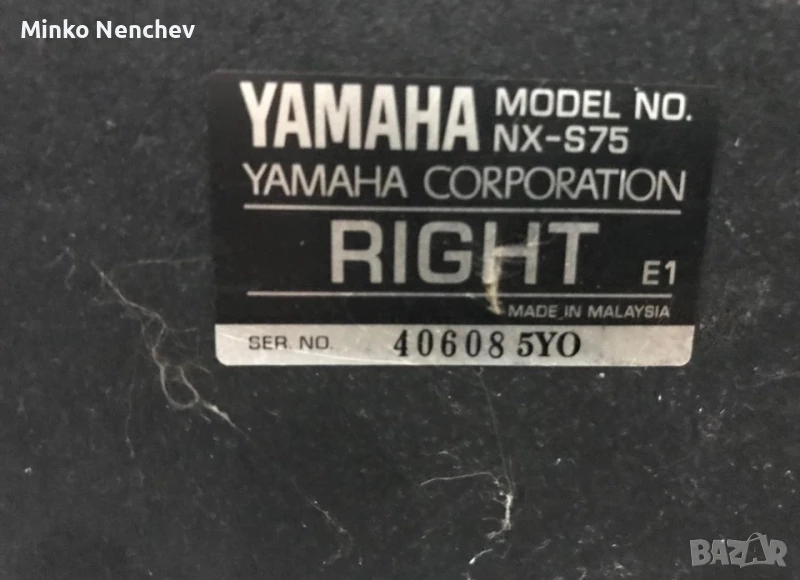 Minko Nenchev
YAMAHA MODEL NO.
NX-S75
YAMAHA CORPORATION
RIGHT E1
MADE IN MALAYSIA
SER. NO. 40608 5YO
BAZAR